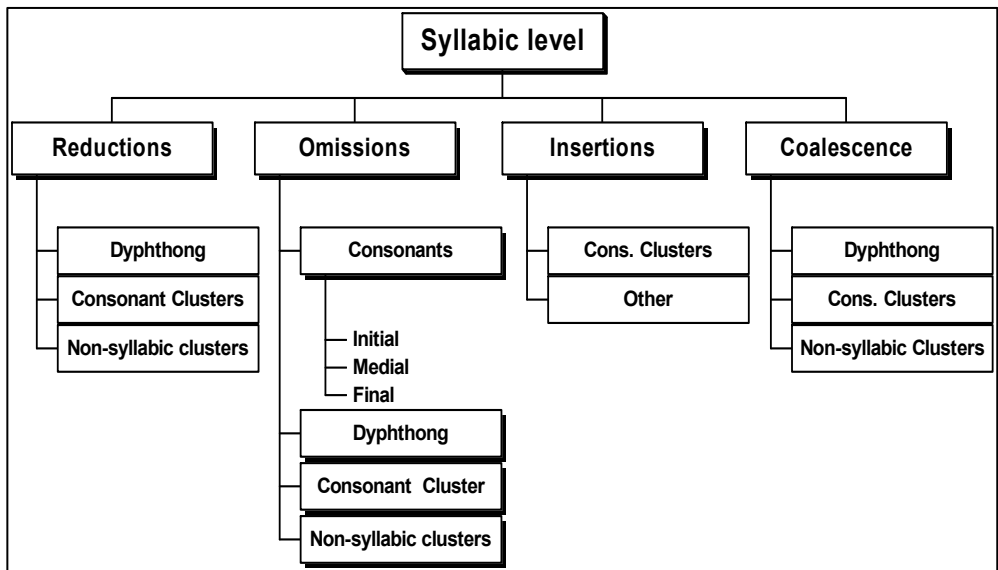 Syllabic level
Reductions
Omissions
Insertions
Coalescence
Dyphthong
Consonant Clusters
Non-syllabic clusters
Consonants
Initial
Medial
Final
Dyphthong
Consonant Cluster
Non-syllabic clusters
Cons. Clusters
Other
Dyphthong
Cons. Clusters
Non-syllabic Clusters